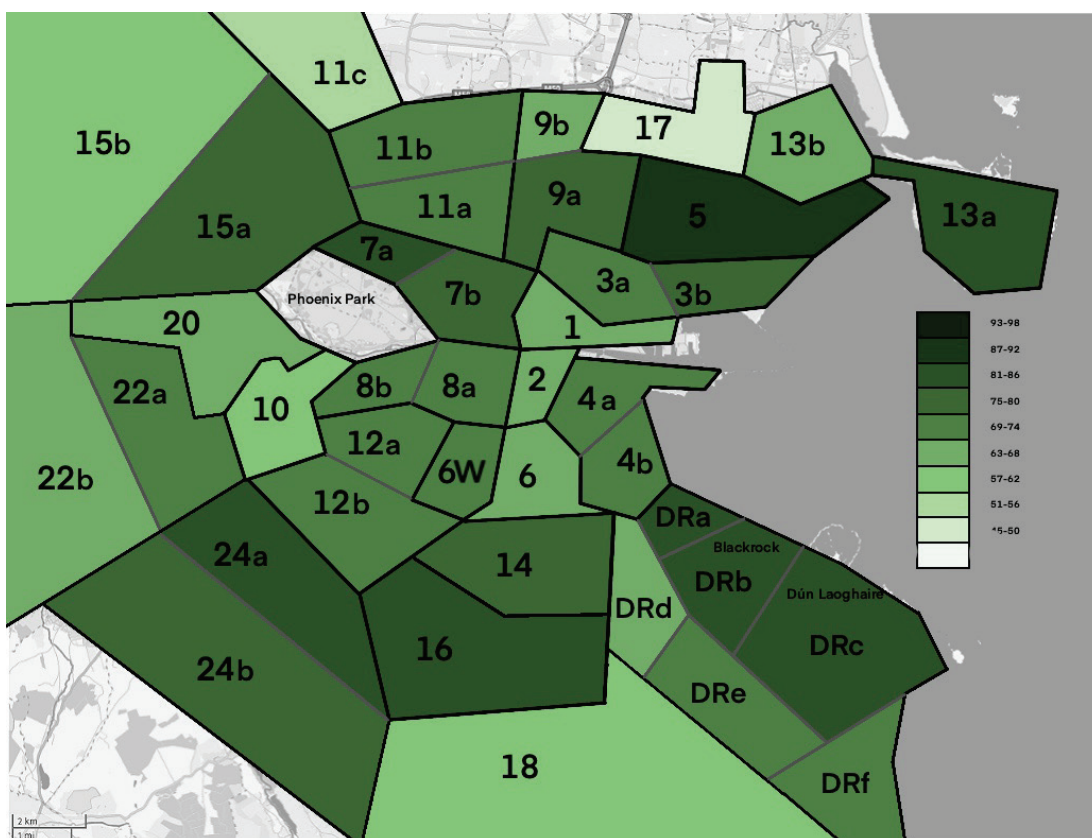 11c
15b
9b
17
13b
11b
15a
11a
9a
5
13a
7a
3a
7b
3b
Phoenix Park
20
1
93-98
87-92
81-86
75-80
69-74
63-68
57-62
51-56
22a
8b
8a
2
4a
10
12a
6W
4b
22b
12b
6
DRa
24a
14
Blackrock
DRb
Dún Laoghaire
DRd
16
DRc
24b
DRe
18
DRf
2 km
1 mi